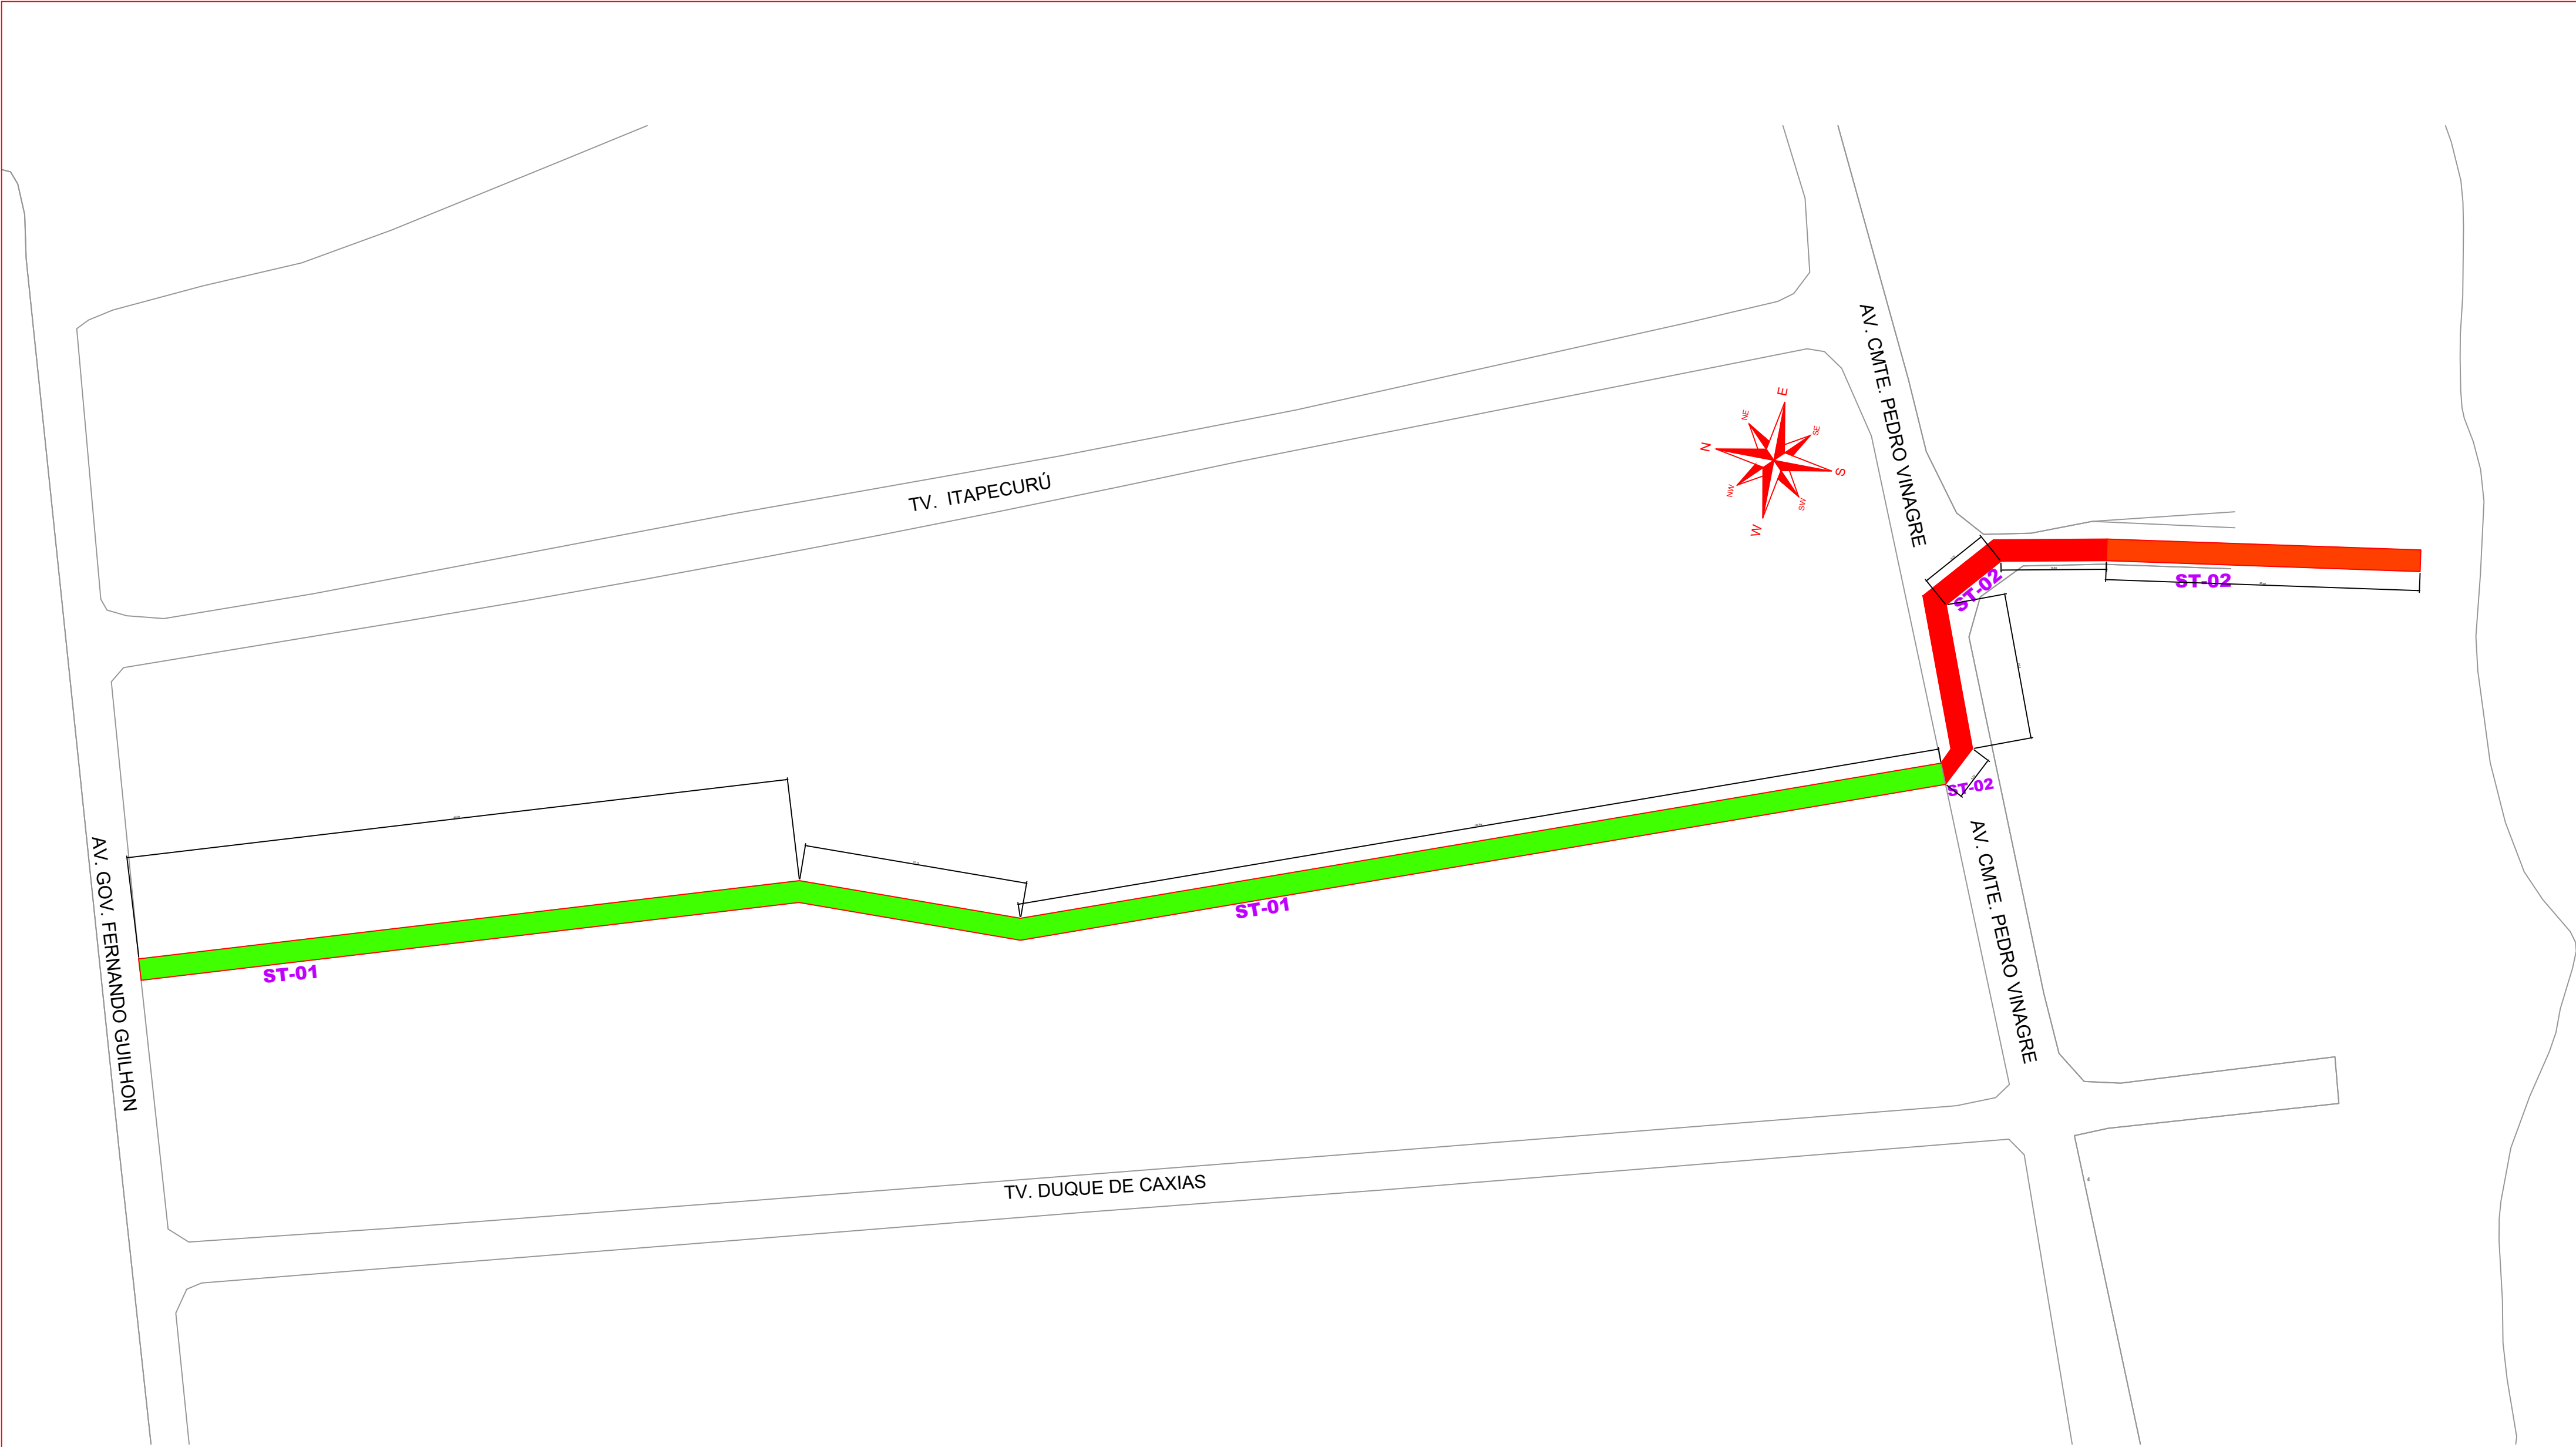 AV. CMTE. PEDRO VINAGRE
E
NE
SE
N
S
NW
SW
W
TV. ITAPECURÚ
ST-02
ST-02
ST-02
AV. GOV. FERNANDO GUILHON
ST-01
ST-01
AV. CMTE. PEDRO VINAGRE
TV. DUQUE DE CAXIAS